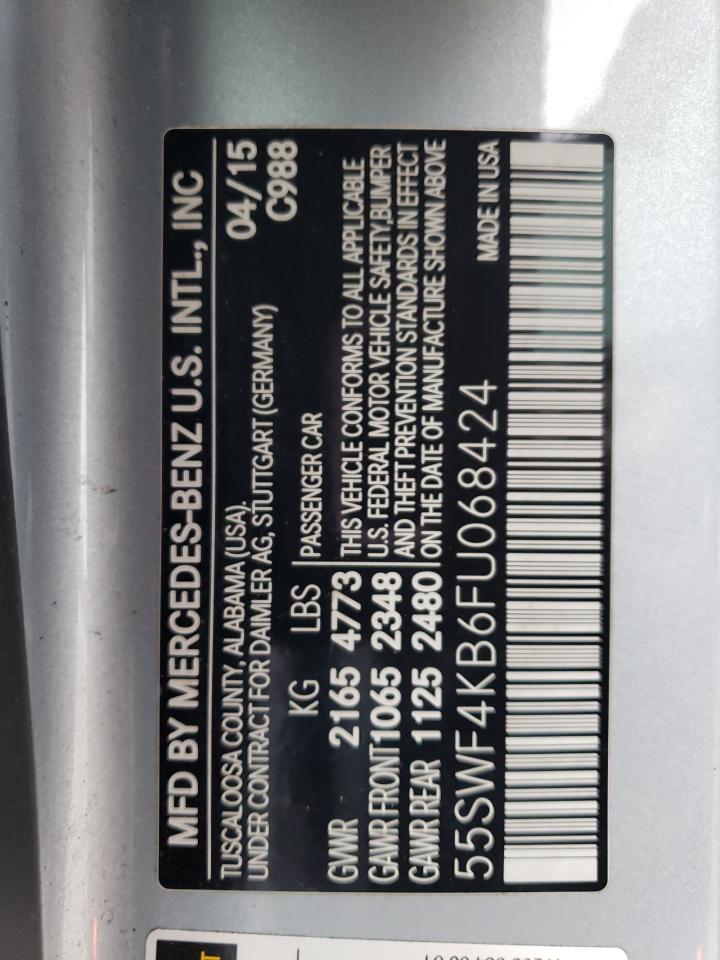 MFD BY MERCEDES-BENZ U.S. INTL., INC
TUSCALOOSA COUNTY, ALABAMA (USA). 04/15
UNDER CONTRACT FOR DAIMLER AG, STUTTGART (GERMANY) C988
KG LBS PASSENGER CAR
GVWR 2165 4773 THIS VEHICLE CONFORMS TO ALL APPLICABLE
GAWR FRONT 1065 2348 U.S. FEDERAL MOTOR VEHICLE SAFETY,BUMPER
GAWR REAR 1125 2480 AND THEFT PREVENTION STANDARDS IN EFFECT
ON THE DATE OF MANUFACTURE SHOWN ABOVE
55SWF4KB6FU068424 MADE IN USA